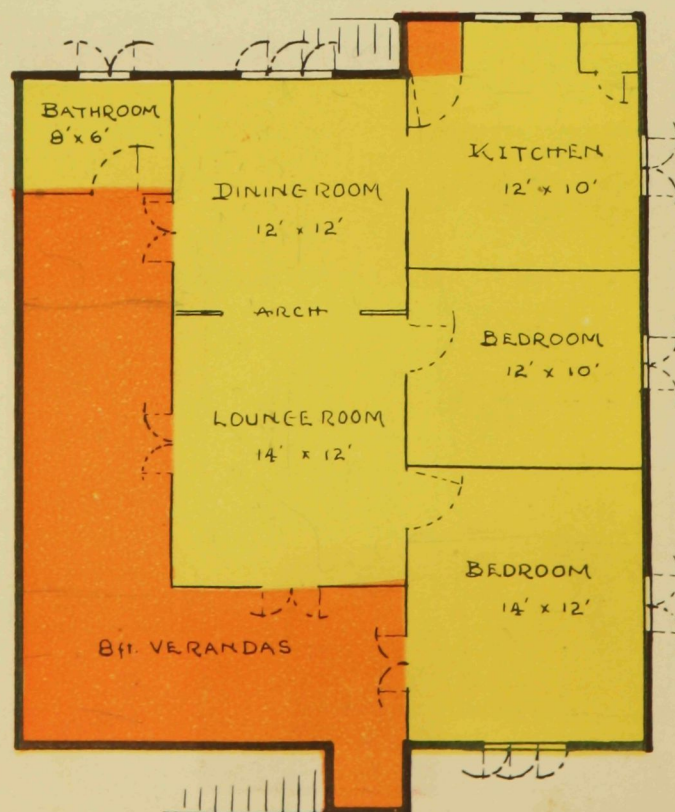 BATHROOM
8' x 6'
KITCHEN
12' x 10'
DINING ROOM
12' x 12'
ARCH
BEDROOM
12' x 10'
LOUNGE ROOM
14' x 12'
BEDROOM
14' x 12'
8ft. VERANDAS